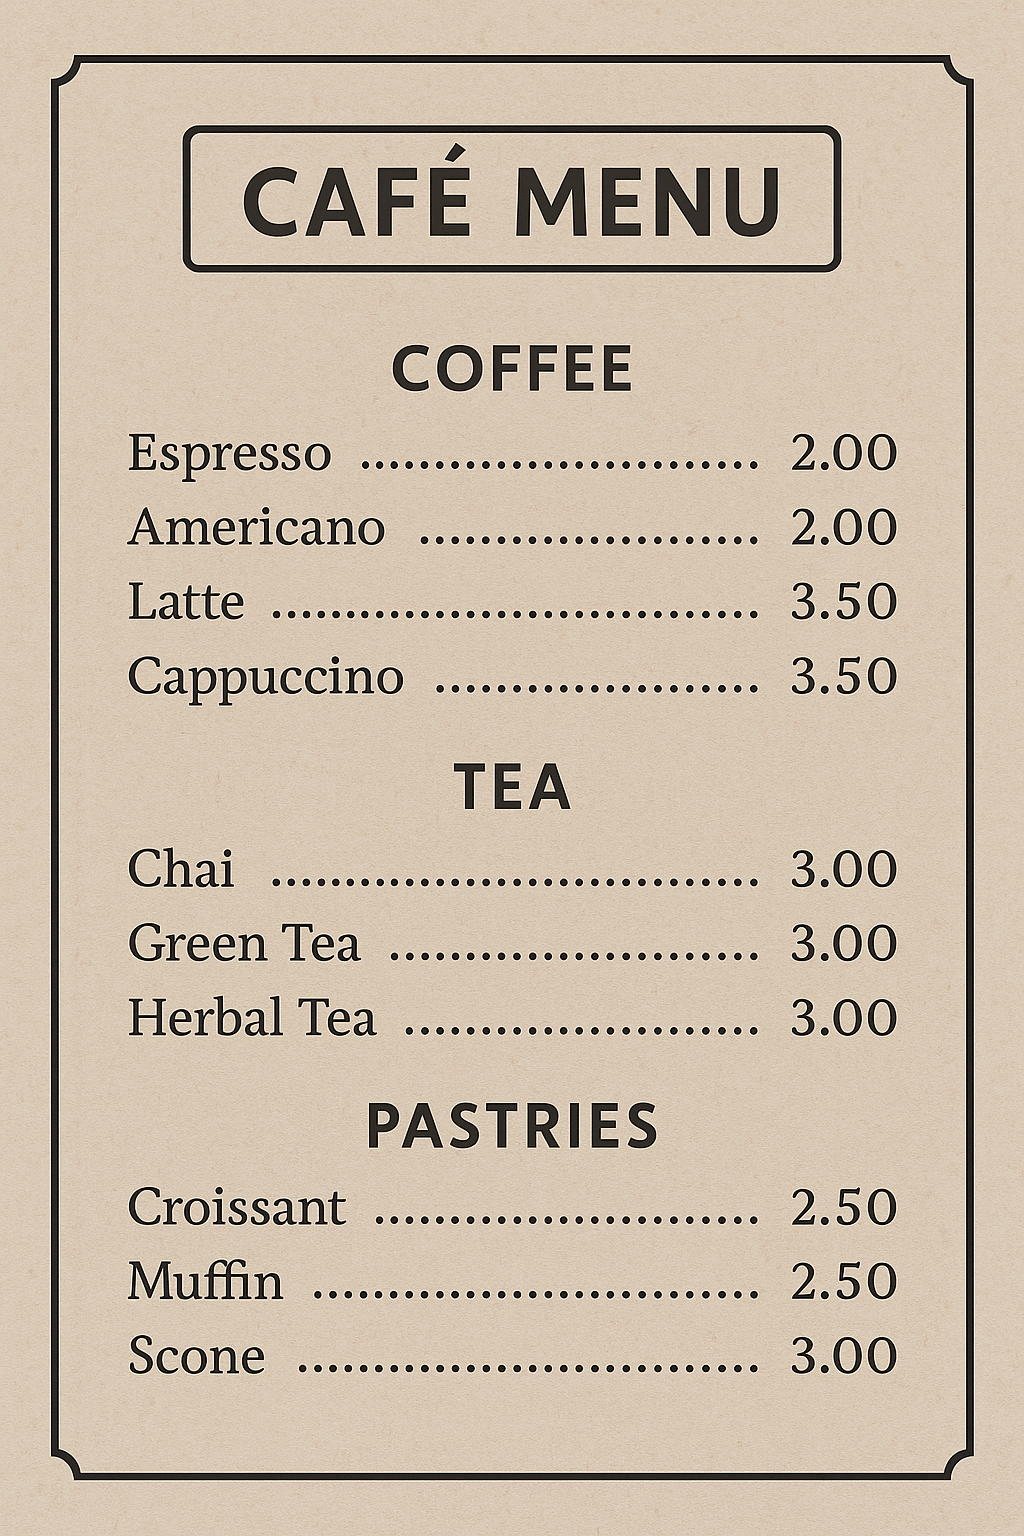 CAFÉ MENU
COFFEE
Espresso ........................... 2.00
Americano ....................... 2.00
Latte ................................. 3.50
Cappuccino ...................... 3.50
TEA
Chai ................................. 3.00
Green Tea ......................... 3.00
Herbal Tea ........................ 3.00
PASTRIES
Croissant .......................... 2.50
Muffin .............................. 2.50
Scone ............................... 3.00